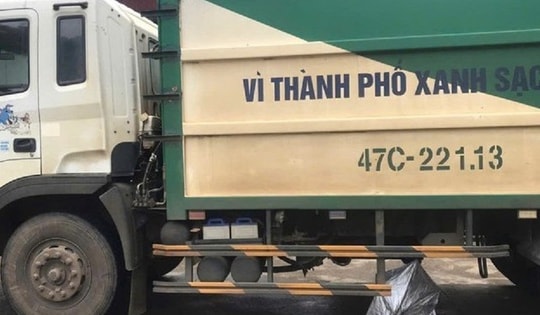 VÌ THÀNH PHỐ XANH SẠC
47C-221.13